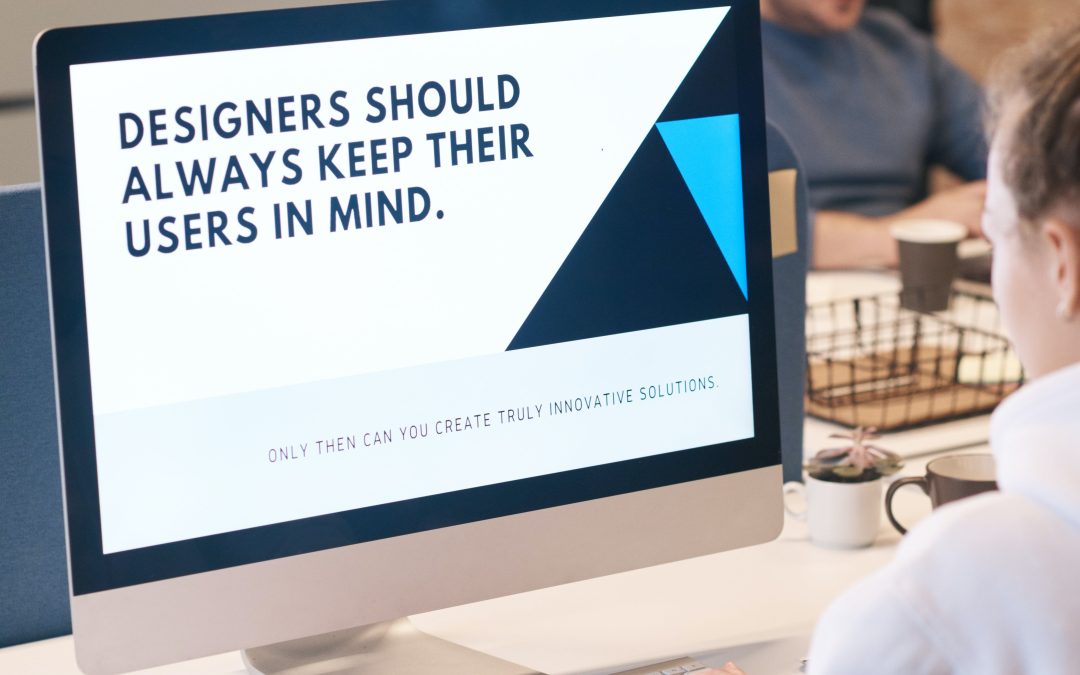 DESIGNERS SHOULD
ALWAYS KEEP THEIR
USERS IN MIND.
ONLY THEN CAN YOU CREATE TRULY INNOVATIVE SOLUTIONS.